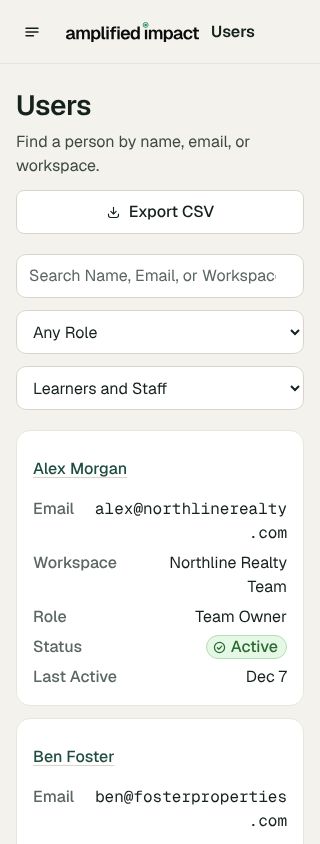 amplified impact Users
Users
Find a person by name, email, or
workspace.
Export CSV
Search Name, Email, or Workspac
Any Role
Learners and Staff
Alex Morgan
Email alex@northlinerealty
.com
Workspace Northline Realty
Team
Role Team Owner
Status Active
Last Active Dec 7
Ben Foster
Email ben@fosterproperties
.com